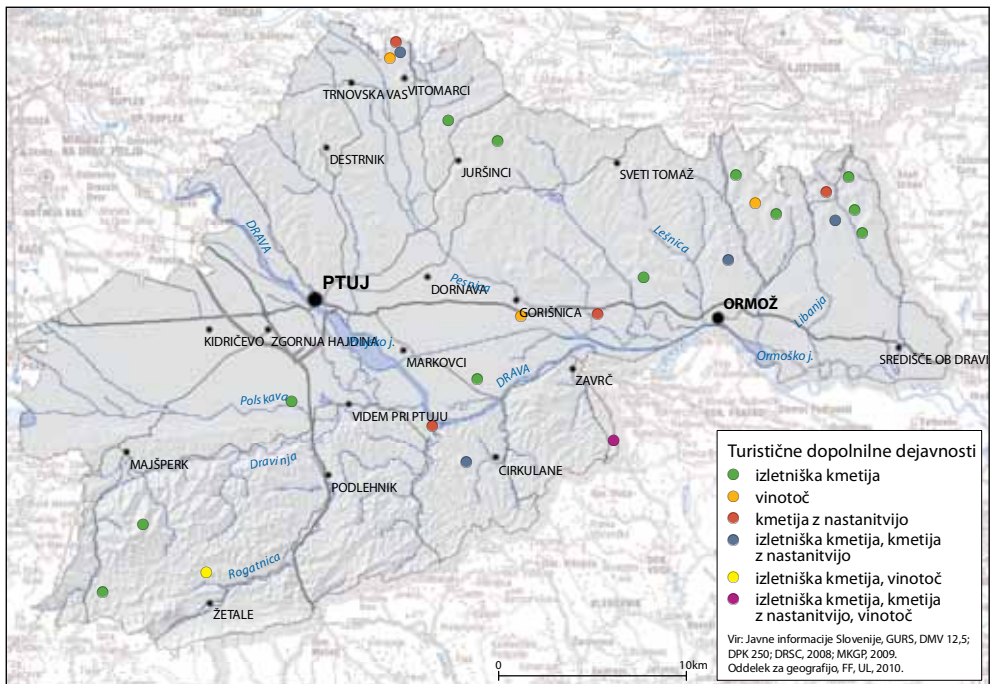 TRNOVSKA VAS
VITOMARCI
DESTRNIK
JURŠINCI
SVETI TOMAŽ
DRAVA
Lešnica
PTUJ
DORNAVA
Pesnica
GORIŠNICA
ORMOŽ
Libanja
KIDRIČEVO
ZGORNJA HAJDINA
MARKOVCI
DRAVA
ZAVRČ
Ormoško j.
SREDIŠČE OB DRAVI
Polskava
VIDEM PRI PTUJU
MAJŠPERK
Dravinja
PODLEHNIK
CIRKULANE
Rogatnica
ŽETALE
Turistične dopolnilne dejavnosti
izletniška kmetija
vinotoč
kmetija z nastanitvijo
izletniška kmetija, kmetija
z nastanitvijo
izletniška kmetija, vinotoč
izletniška kmetija, kmetija
z nastanitvijo, vinotoč
Vir: Javne informacije Slovenije, GURS, DMV 12,5;
DPK 250; DRSC, 2008; MKGP, 2009.
Oddelek za geografijo, FF, UL, 2010.
0 10km